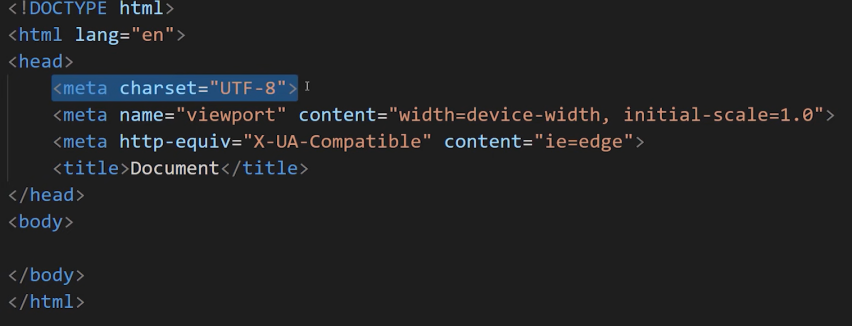 <!DOCTYPE html>
<html lang="en">
<head>
<meta charset="UTF-8">
<meta name="viewport" content="width=device-width, initial-scale=1.0">
<meta http-equiv="X-UA-Compatible" content="ie=edge">
<title>Document</title>
</head>
<body>
</body>
</html>